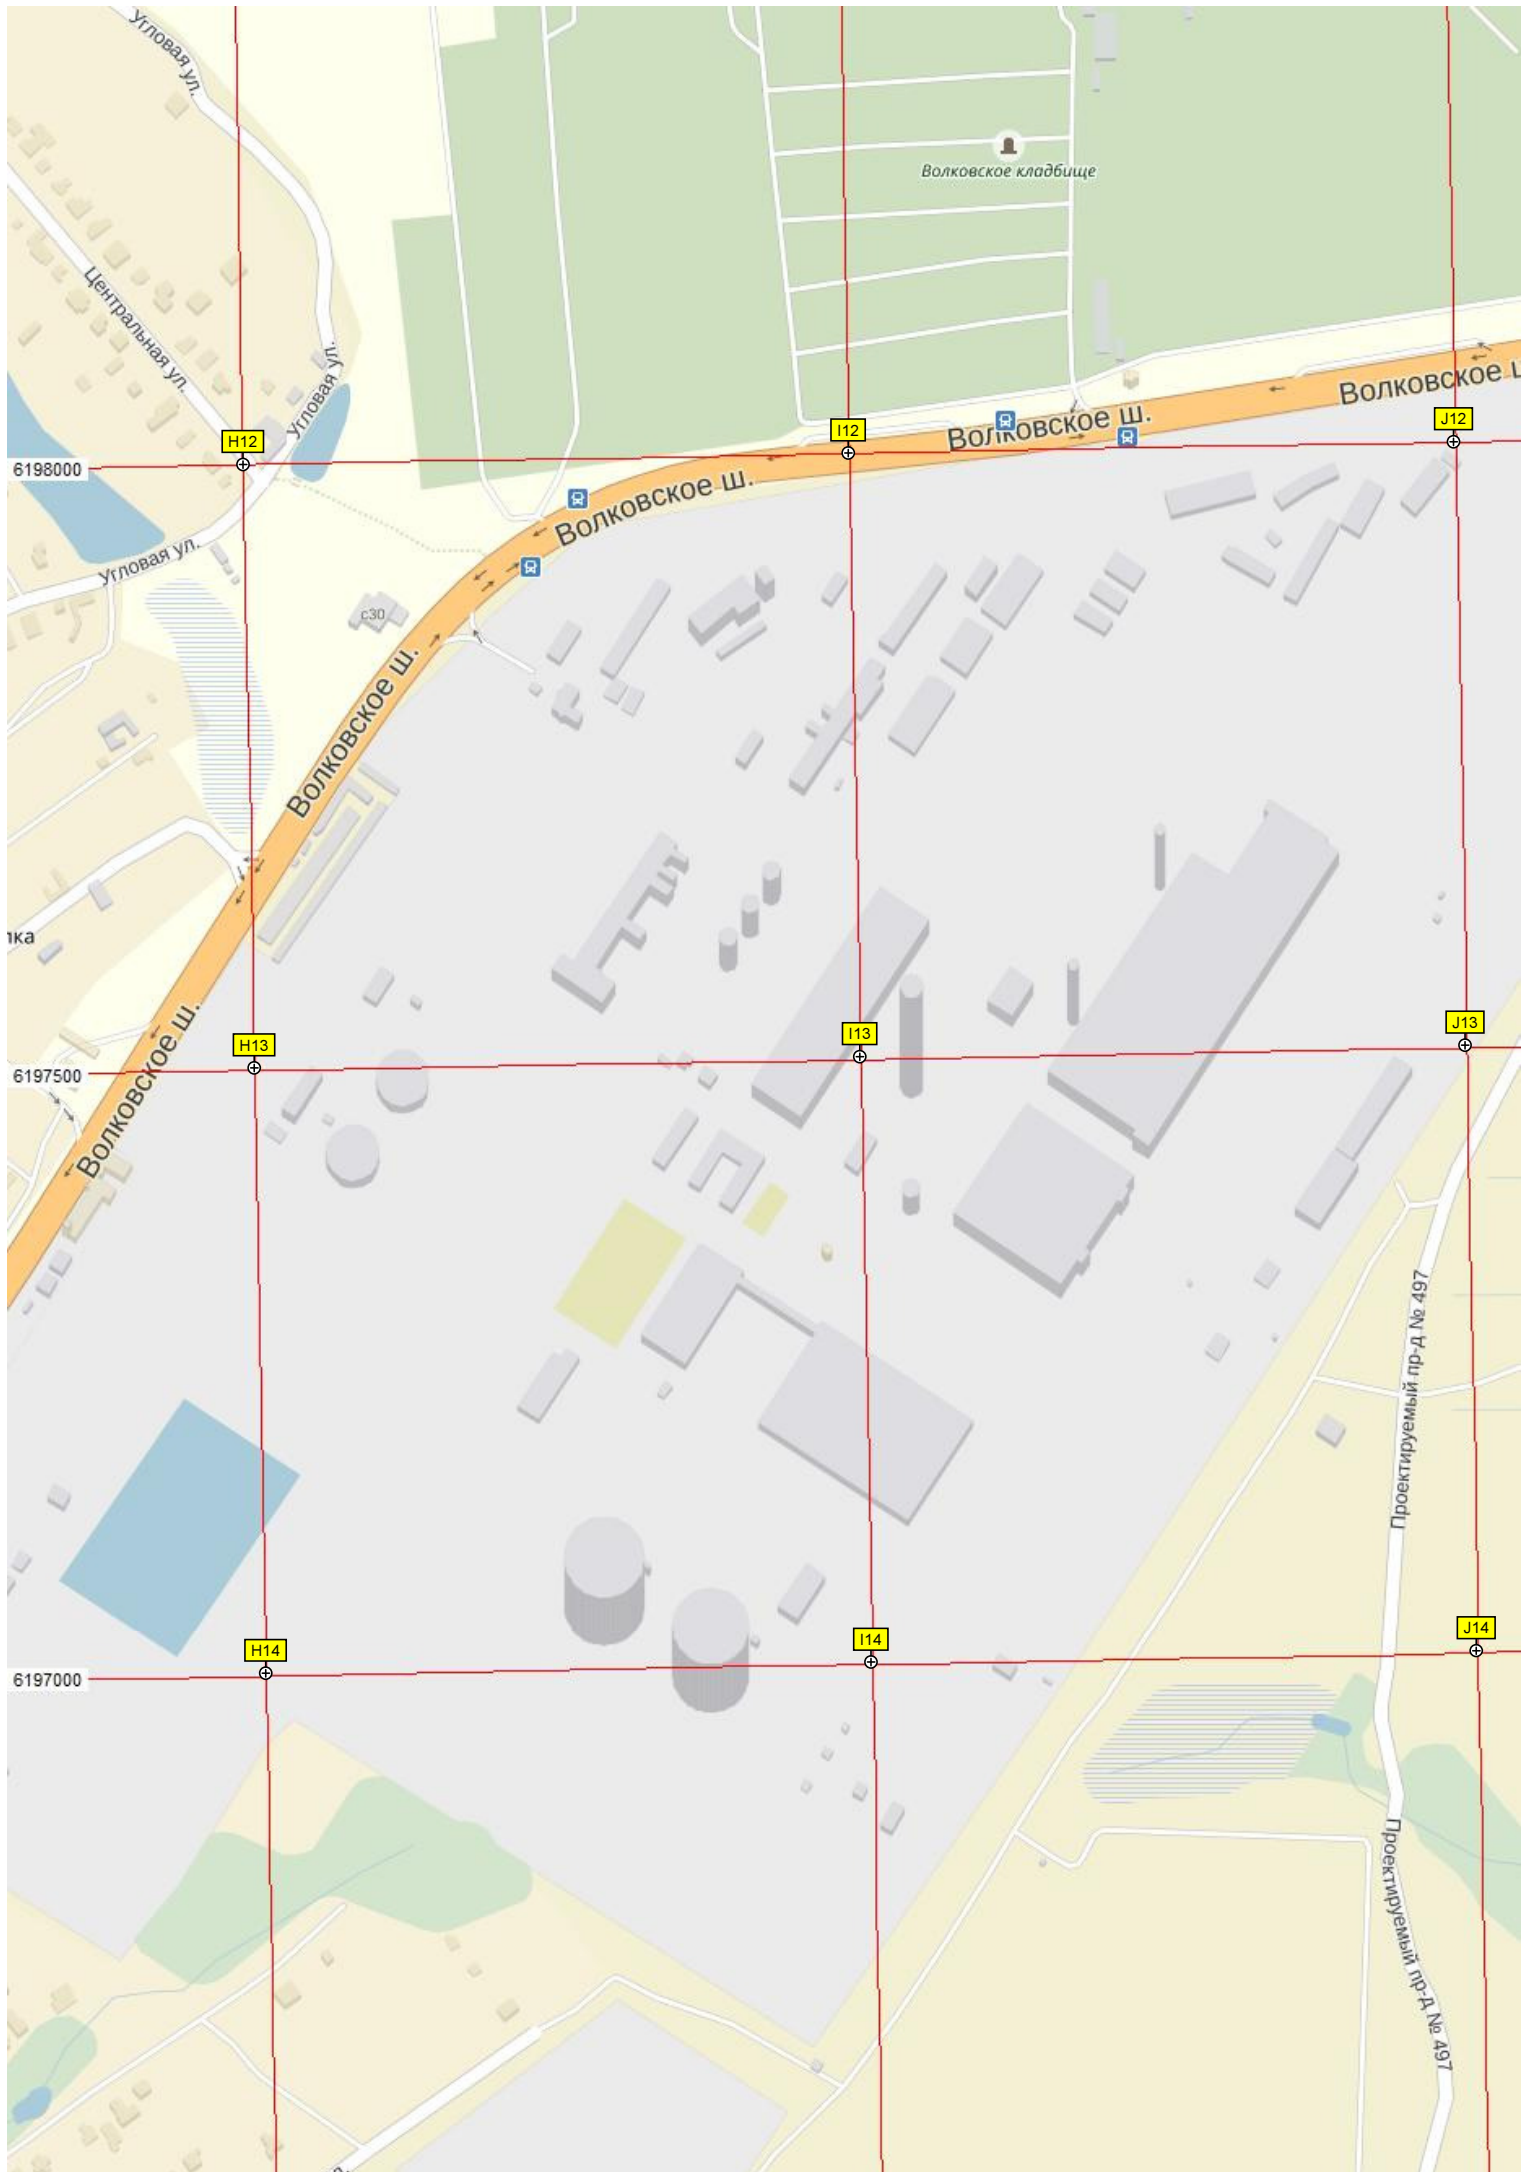 Угловая ул.
Волковское кладбище
Центральная ул.
Угловая ул.
Волковское
J12
Волковское ш.
I12
H12
6198000
Волковское ш.
Угловая ул.
с30
Волковское ш.
J13
I13
H13
6197500
Волковское ш.
Проектируемый пр-д № 497
J14
I14
H14
6197000
Проектируемый пр-д № 497